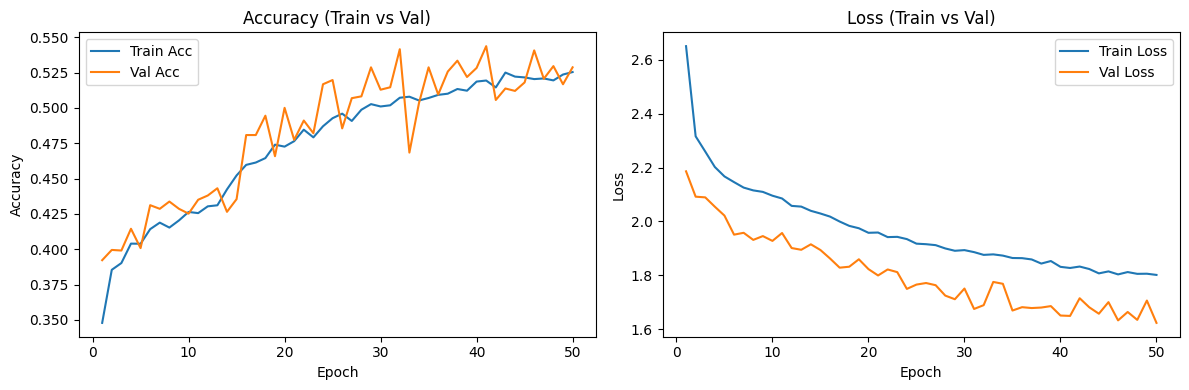 Accuracy (Train vs Val)
Train Acc
Val Acc
0.550
0.525
0.500
0.475
0.450
0.425
0.400
0.375
0.350
Accuracy
0
10
20
30
40
50
Epoch
Loss (Train vs Val)
Train Loss
Val Loss
2.6
2.4
2.2
2.0
1.8
1.6
Loss
0
10
20
30
40
50
Epoch